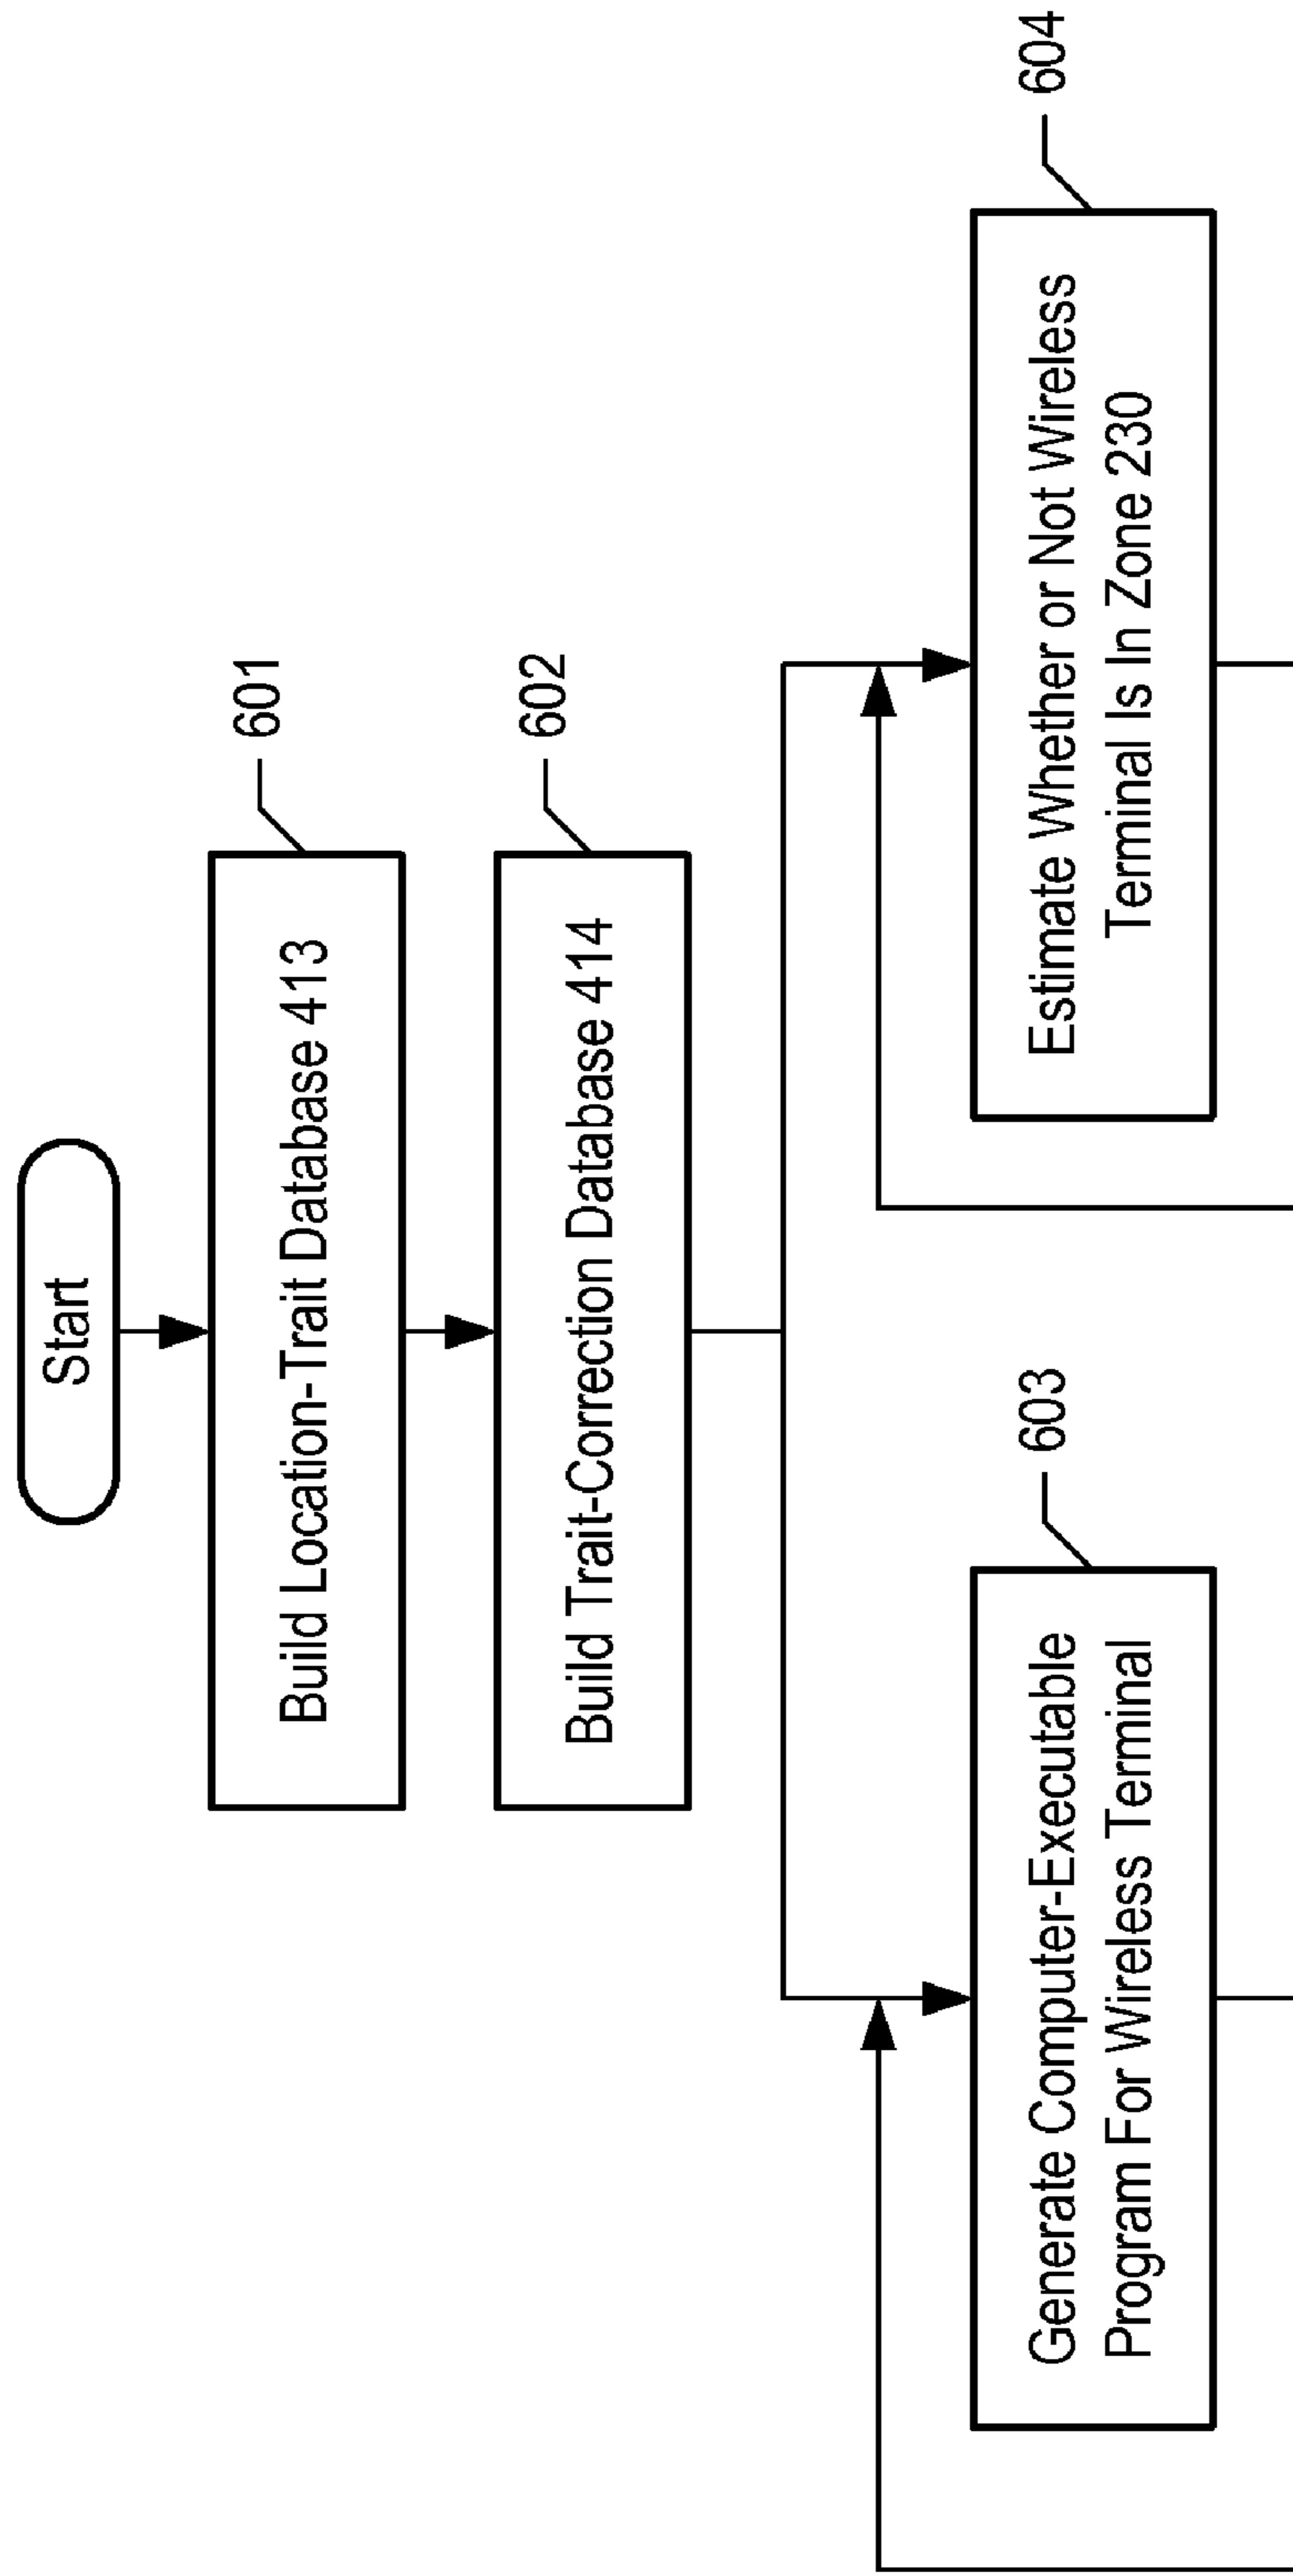 Start
Build Location-Trait Database 413
601
Build Trait-Correction Database 414
602
Generate Computer-Executable
Program For Wireless Terminal
603
Estimate Whether or Not Wireless
Terminal Is In Zone 230
604